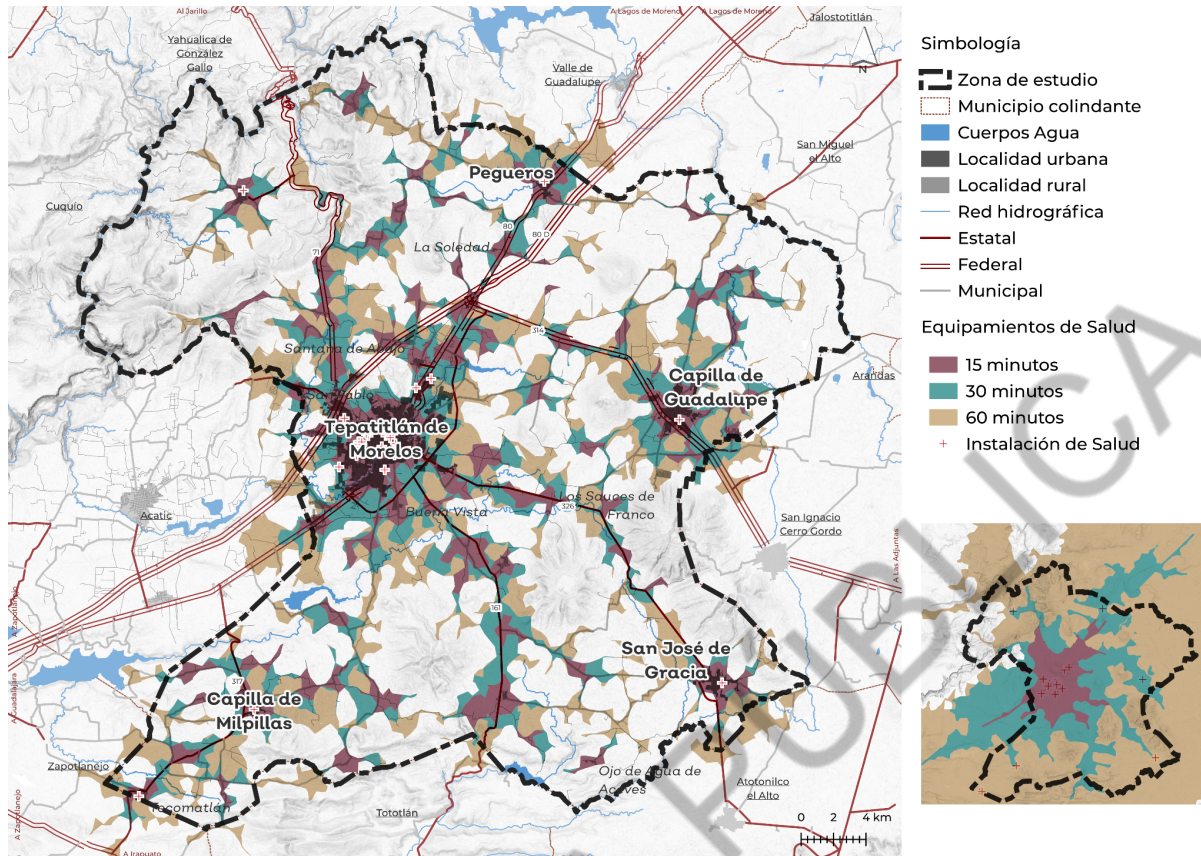 Al Jarillo
A Lagos de Moreno
A Lagos de Moreno
Jalostotitlán
Yahualica de
González
Gallo
Valle de
Guadalupe
N
San Miguel
el Alto
Pegueros
Cuquío
80
80 D
La Soledad
71
314
Santana de Abajo
Arandas
Capilla de
Guadalupe
San Pablo
Tepatitlán de
Morelos
Acatic
Buena Vista
Los Sauces de
Franco
326
San Ignacio
Cerro Gordo
A Las Adjuntas
A Zapotlanejo
161
San José de
Gracia
A Guadalajara
317
Capilla de
Milpillas
Zapotlanejo
Tecomatlán
Ojo de Agua de
Aceves
Atotonilco
el Alto
Tototlán
A Zapotlanejo
A Irapuato
0 2 4 km
Simbología
Zona de estudio
Municipio colindante
Cuerpos Agua
Localidad urbana
Localidad rural
Red hidrográfica
Estatal
Federal
Municipal
Equipamientos de Salud
15 minutos
30 minutos
60 minutos
Instalación de Salud
PUBLICA